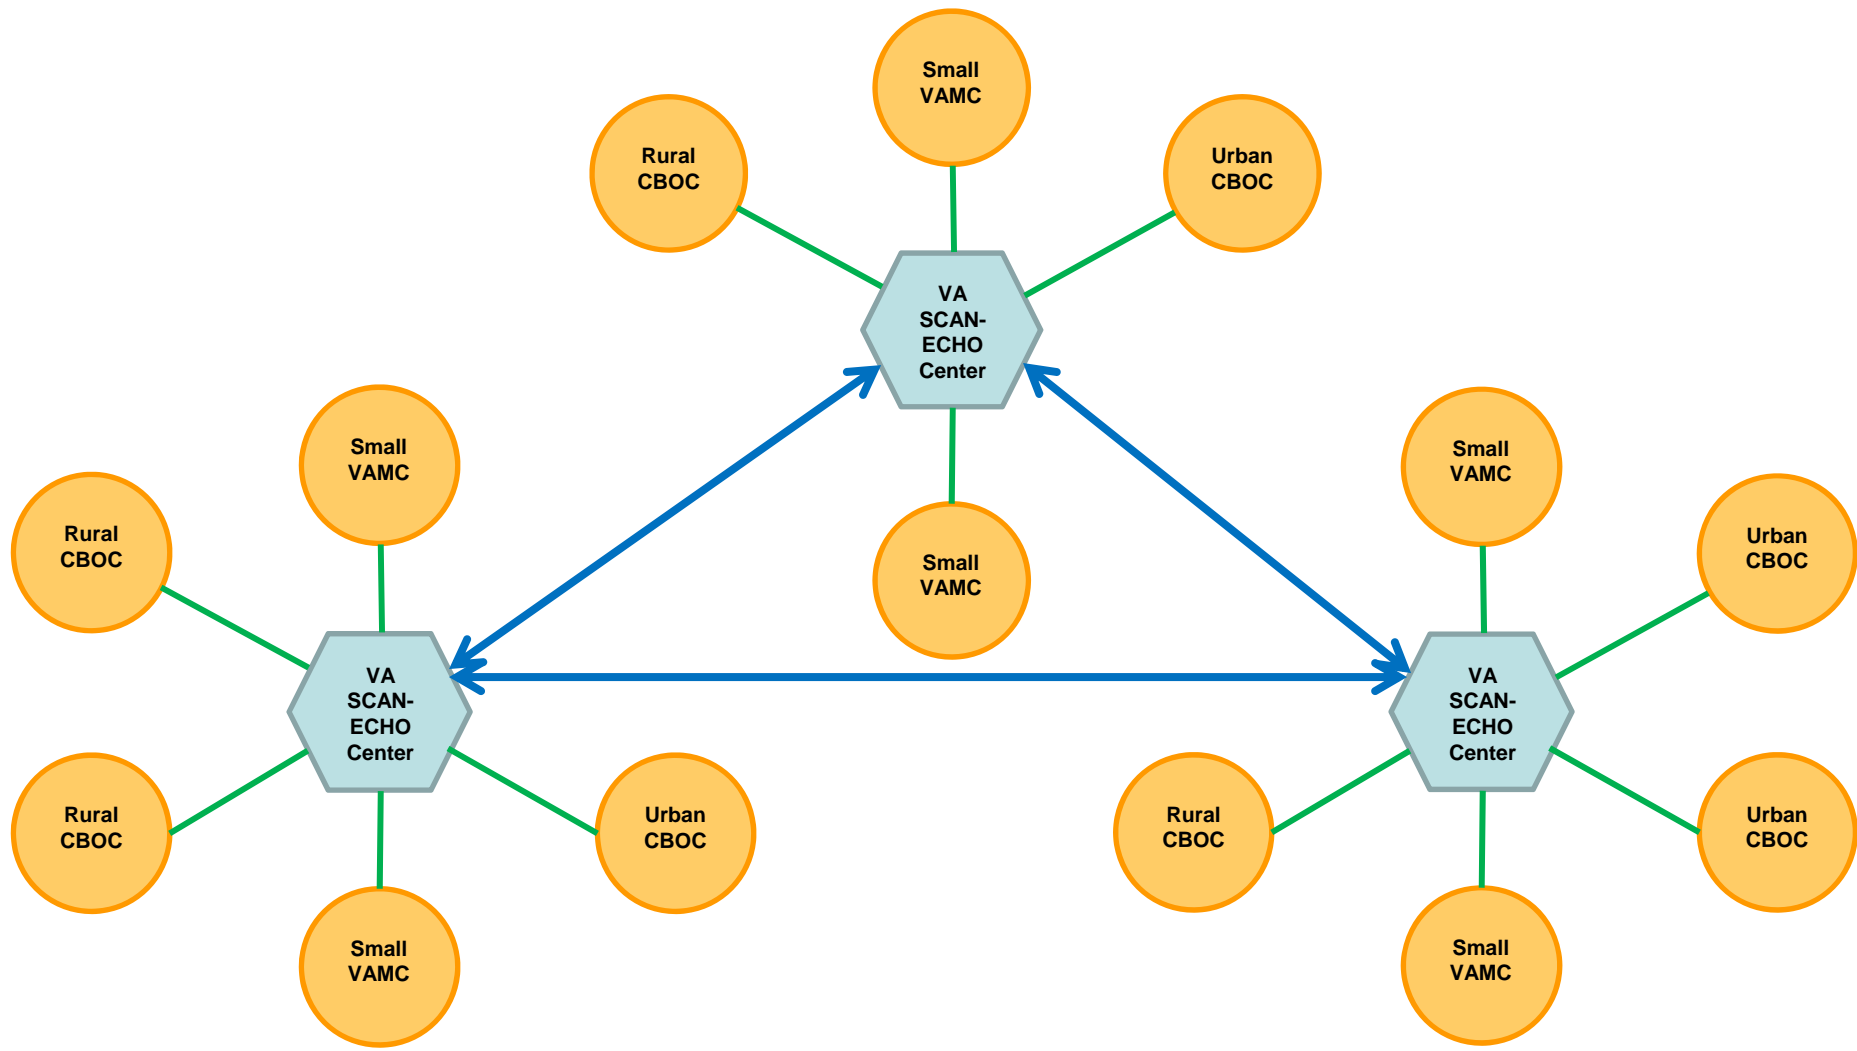 Small
VAMC
Rural
CBOC
Urban
CBOC
VA
SCAN-
ECHO
Center
Small
VAMC
Small
VAMC
Rural
CBOC
VA
SCAN-
ECHO
Center
Rural
CBOC
Urban
CBOC
Small
VAMC
Small
VAMC
Urban
CBOC
VA
SCAN-
ECHO
Center
Rural
CBOC
Urban
CBOC
Small
VAMC